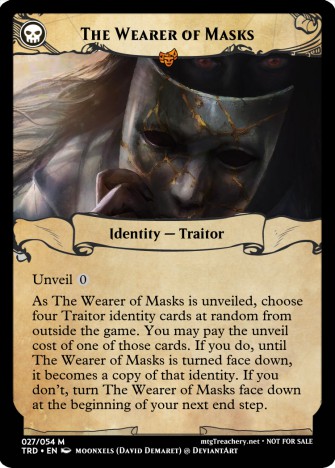 The Wearer of Masks
Identity — Traitor
Unveil 0
As The Wearer of Masks is unveiled, choose
four Traitor identity cards at random from
outside the game. You may pay the unveil
cost of one of those cards. If you do, until
The Wearer of Masks is turned face down,
it becomes a copy of that identity. If you
don't, turn The Wearer of Masks face down
at the beginning of your next end step.
027/054 M
mtgTreachery.net • NOT FOR SALE
TRD • EN MOONXELS (DAVID DEMARET) @ DEVIANTART